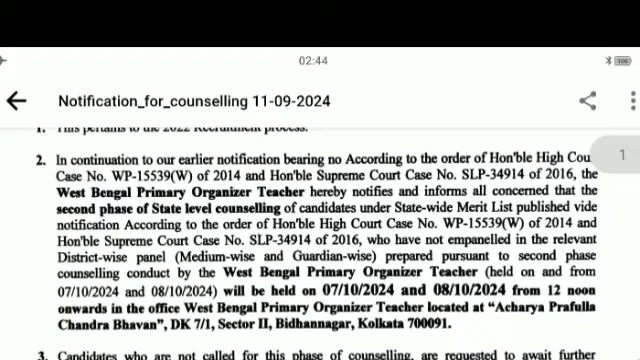 02:44
100
Notification_for_counselling 11-09-2024
1
1. This pertains to the 2022 Recruitment process.
2. In continuation to our earlier notification bearing no According to the order of Hon'ble High Cou
Case No. WP-15539(W) of 2014 and Hon'ble Supreme Court Case No. SLP-34914 of 2016, the
West Bengal Primary Organizer Teacher hereby notifies and informs all concerned that the
second phase of State level counselling of candidates under State-wide Merit List published vide
notification According to the order of Hon'ble High Court Case No. WP-15539(W) of 2014 and
Hon'ble Supreme Court Case No. SLP-34914 of 2016, who have not empanelled in the relevant
District-wise panel (Medium-wise and Guardian-wise) prepared pursuant to second phase
counselling conduct by the West Bengal Primary Organizer Teacher (held on and from
07/10/2024 and 08/10/2024) will be held on 07/10/2024 and 08/10/2024 from 12 noon
onwards in the office West Bengal Primary Organizer Teacher located at “Acharya Prafulla
Chandra Bhavan”, DK 7/1, Sector II, Bidhannagar, Kolkata 700091.
3. Candidates who are not called for this phase of counselling, are requested to await further